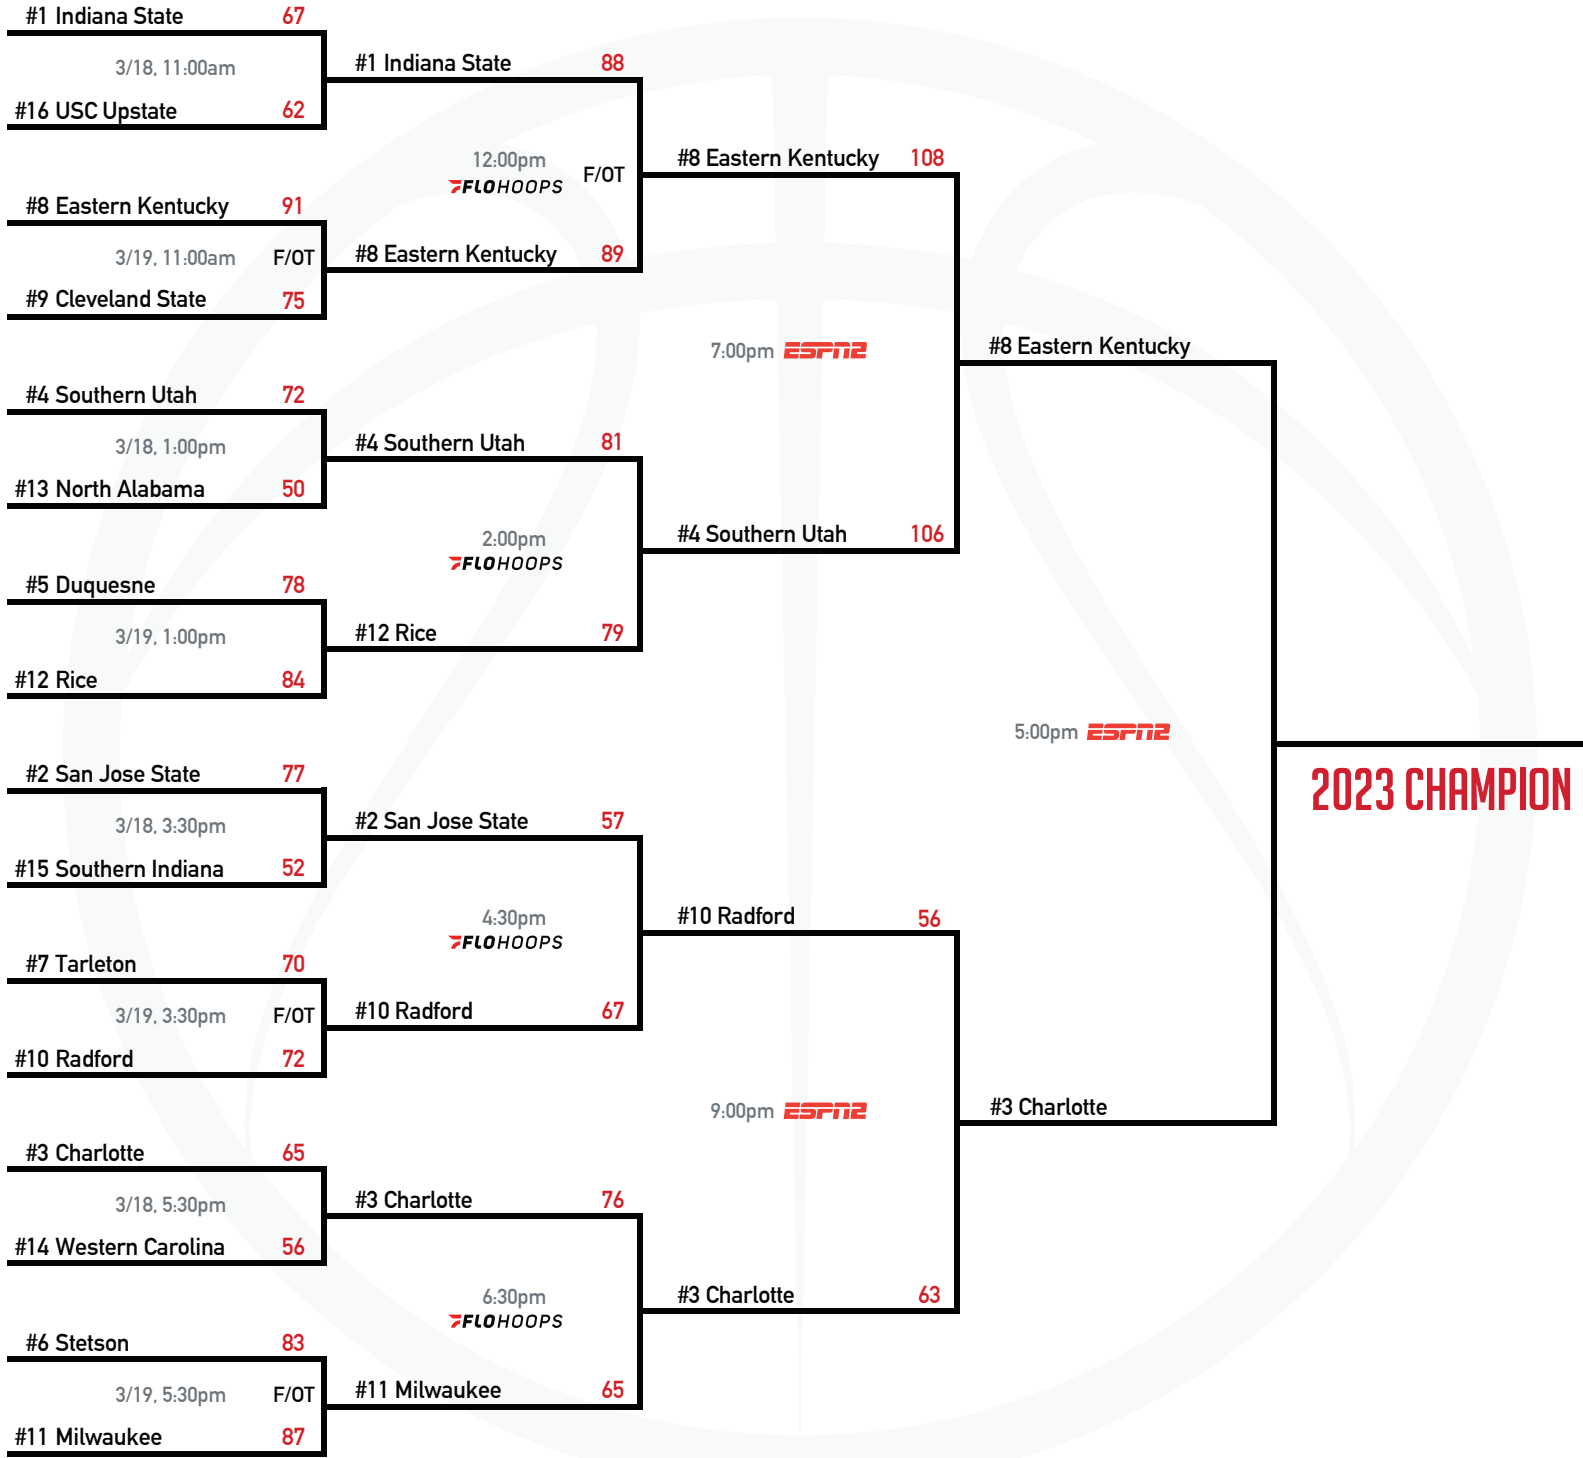 #1 Indiana State 67
3/18, 11:00am
#16 USC Upstate 62
#8 Eastern Kentucky 91
3/19, 11:00am F/OT
#9 Cleveland State 75
#4 Southern Utah 72
3/18, 1:00pm
#13 North Alabama 50
#5 Duquesne 78
3/19, 1:00pm
#12 Rice 84
#2 San Jose State 77
3/18, 3:30pm
#15 Southern Indiana 52
#7 Tarleton 70
3/19, 3:30pm F/OT
#10 Radford 72
#3 Charlotte 65
3/18, 5:30pm
#14 Western Carolina 56
#6 Stetson 83
3/19, 5:30pm F/OT
#11 Milwaukee 87
#1 Indiana State 88
12:00pm
FLOHOOPS F/OT
#8 Eastern Kentucky 89
#4 Southern Utah 81
2:00pm
FLOHOOPS
#12 Rice 79
#2 San Jose State 57
4:30pm
FLOHOOPS
#10 Radford 67
#3 Charlotte 76
6:30pm
FLOHOOPS
#11 Milwaukee 65
#8 Eastern Kentucky 108
7:00pm ESPN2
#4 Southern Utah 106
#10 Radford 56
9:00pm ESPN2
#3 Charlotte 63
#8 Eastern Kentucky
5:00pm ESPN2
#3 Charlotte
2023 CHAMPION